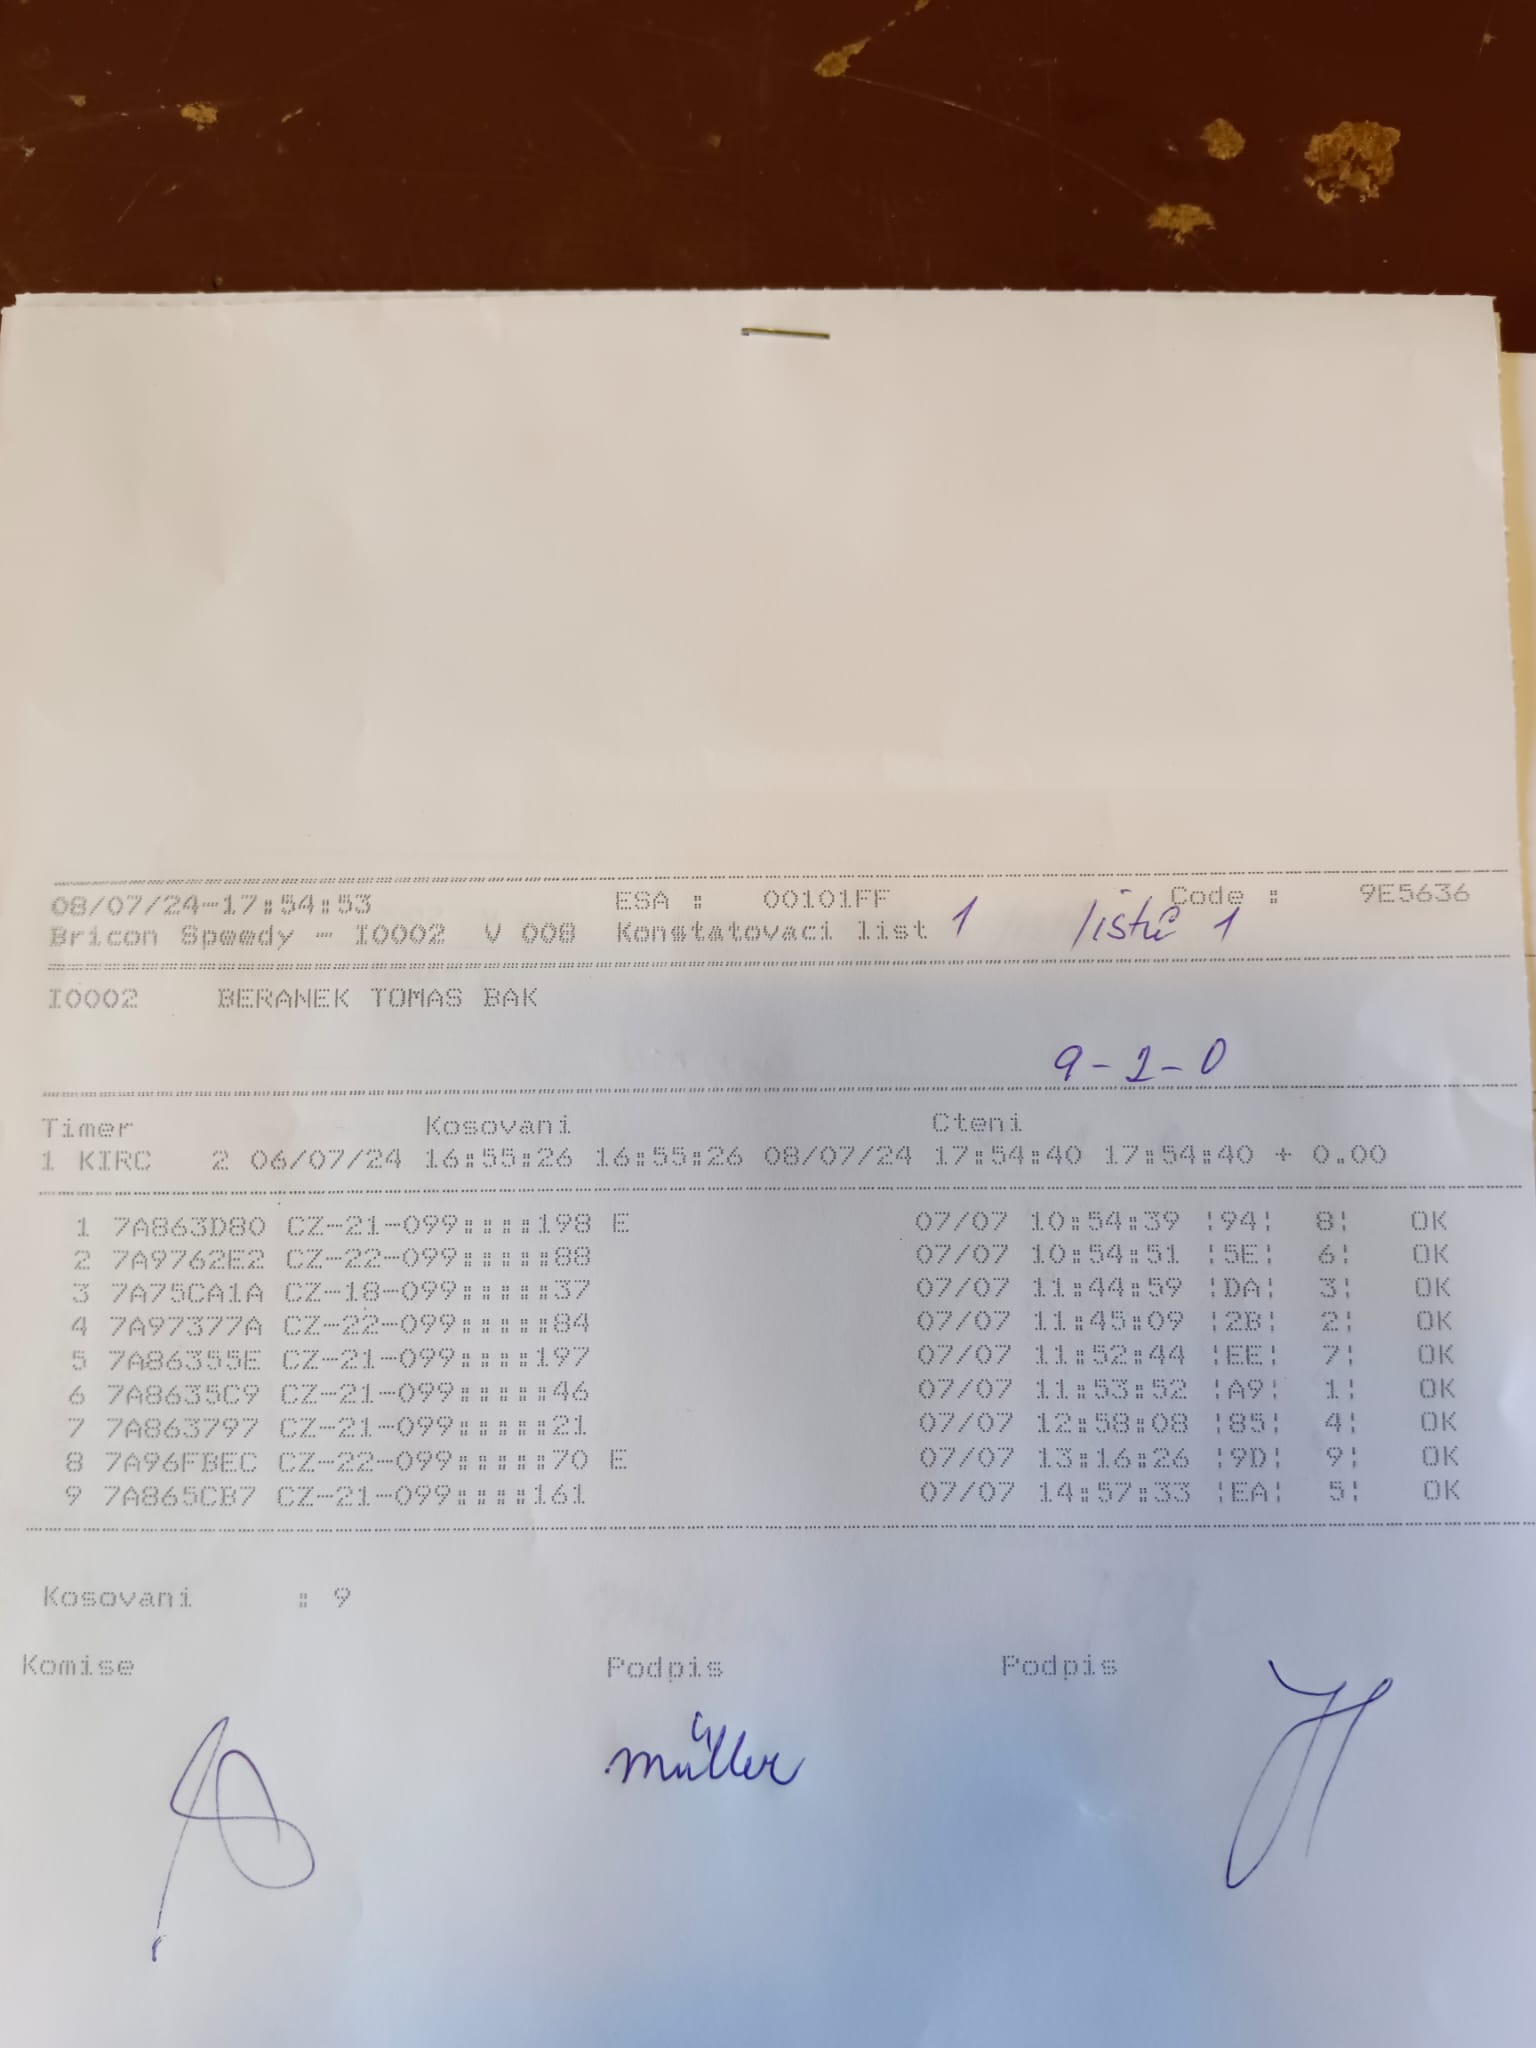 08/07/24-17:54:53 ESA : 00101FF Code : 9E5636
Bricon Speedy - I0002 V 008 Konstatovaci list 1 lístič 1
I0002 BERANEK TOMAS BAK
9-2-0
Timer Kosovani Cteni
1 KIRC 2 06/07/24 16:55:26 16:55:26 08/07/24 17:54:40 17:54:40 + 0.00
1 7A863D80 CZ-21-099::::198 E 07/07 10:54:39 ¦94¦ 8¦ OK
2 7A9762E2 CZ-22-099:::::88 07/07 10:54:51 ¦5E¦ 6¦ OK
3 7A75CA1A CZ-18-099:::::37 07/07 11:44:59 ¦DA¦ 3¦ OK
4 7A97377A CZ-22-099:::::84 07/07 11:45:09 ¦2B¦ 2¦ OK
5 7A86355E CZ-21-099::::197 07/07 11:52:44 ¦EE¦ 7¦ OK
6 7A8635C9 CZ-21-099:::::46 07/07 11:53:52 ¦A9¦ 1¦ OK
7 7A863797 CZ-21-099:::::21 07/07 12:58:08 ¦85¦ 4¦ OK
8 7A96FBEC CZ-22-099:::::70 E 07/07 13:16:26 ¦9D¦ 9¦ OK
9 7A865CB7 CZ-21-099::::161 07/07 14:57:33 ¦EA¦ 5¦ OK
Kosovani : 9
Komise Podpis Podpis
Müller